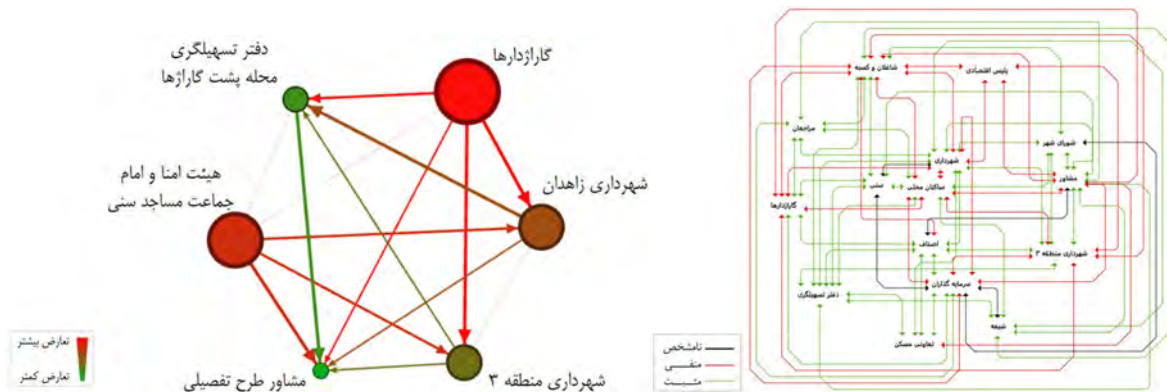 دفتر تسهیلگری
محله پشت گاراژها
گاراژدارها
هیئت امنا و امام
جماعت مساجد سنی
شهرداری زاهدان
مشاور طرح تفصیلی
شهرداری منطقه ۳
تعارض بیشتر
تعارض کمتر
شاغلان و کسبه
پلیس اقتصادی
مراجعان
شورای شهر
شهرداری
مشاور
سنی
ساکنان محلی
گاراژدارها
اصناف
شهرداری منطقه ۳
سرمایه گذاران
دفتر تسهیلگری
شیعه
تعاونی مسکن
نامشخص
منفی
مثبت